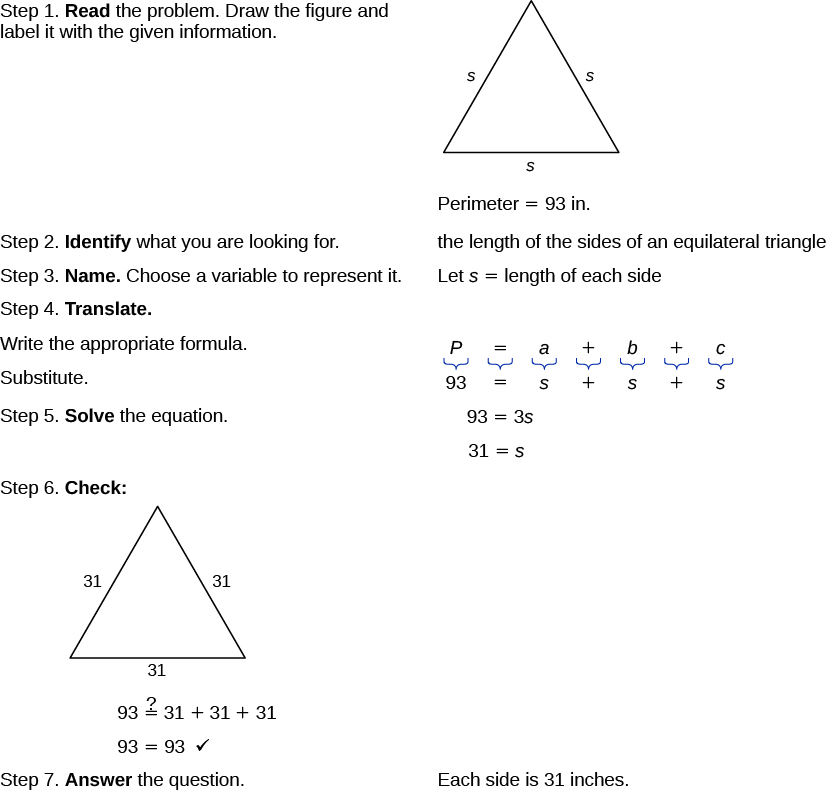 Step 1. Read the problem. Draw the figure and
label it with the given information.
s
s
s
Perimeter = 93 in.
Step 2. Identify what you are looking for.
the length of the sides of an equilateral triangle
Step 3. Name. Choose a variable to represent it.
Let s = length of each side
Step 4. Translate.
Write the appropriate formula.
P = a + b + c
Substitute.
93 = s + s + s
Step 5. Solve the equation.
93 = 3s
31 = s
Step 6. Check:
31
31
31
93 ≟ 31 + 31 + 31
93 = 93 ✓
Step 7. Answer the question.
Each side is 31 inches.